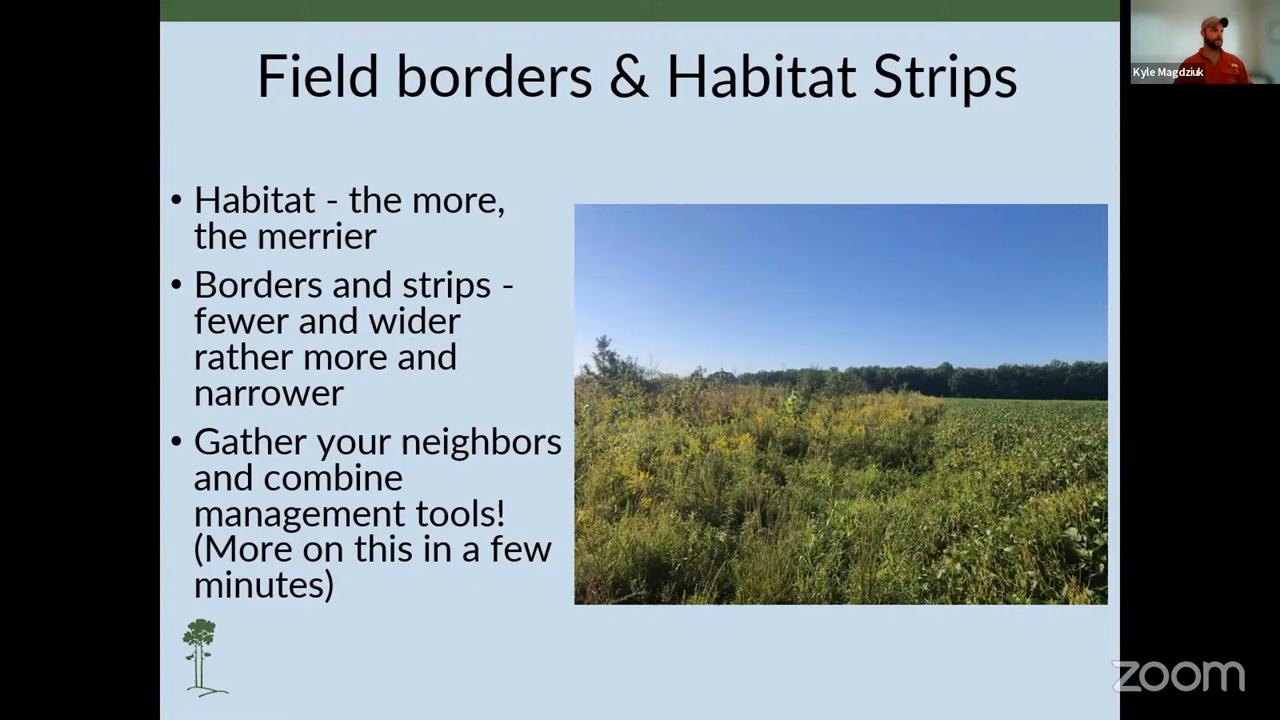 Field borders & Habitat Strips
Kyle Magdziuk
• Habitat - the more,
the merrier
• Borders and strips -
fewer and wider
rather more and
narrower
• Gather your neighbors
and combine
management tools!
(More on this in a few
minutes)
zoom